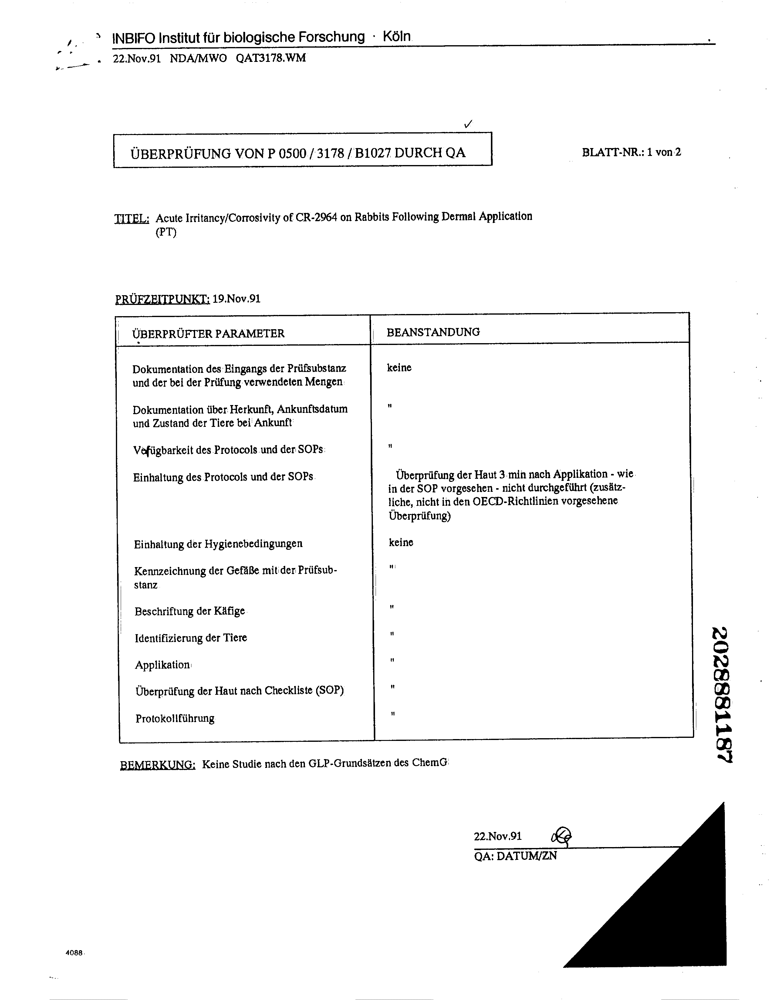 INBIFO Institut für biologische Forschung · Köln
22.Nov.91 NDA/MWO QAT3178.WM
ÜBERPRÜFUNG VON P 0500 / 3178 / B1027 DURCH QA
BLATT-NR.: 1 von 2
TITEL: Acute Irritancy/Corrosivity of CR-2964 on Rabbits Following Dermal Application
(PT)
PRÜFZEITPUNKT: 19.Nov.91
ÜBERPRÜFTER PARAMETER BEANSTANDUNG
Dokumentation des Eingangs der Prüfsubstanz keine
und der bei der Prüfung verwendeten Mengen
Dokumentation über Herkunft, Ankunftsdatum "
und Zustand der Tiere bei Ankunft
Vefügbarkeit des Protocols und der SOPs "
Einhaltung des Protocols und der SOPs Überprüfung der Haut 3 min nach Applikation - wie
in der SOP vorgesehen - nicht durchgeführt (zusätz-
liche, nicht in den OECD-Richtlinien vorgesehene
Überprüfung)
Einhaltung der Hygienebedingungen keine
Kennzeichnung der Gefäße mit der Prüfsub- "
stanz
Beschriftung der Käfige "
Identifizierung der Tiere "
Applikation "
Überprüfung der Haut nach Checkliste (SOP) "
Protokollführung "
BEMERKUNG: Keine Studie nach den GLP-Grundsätzen des ChemG
22.Nov.91
QA: DATUM/ZN
2028881187
4088